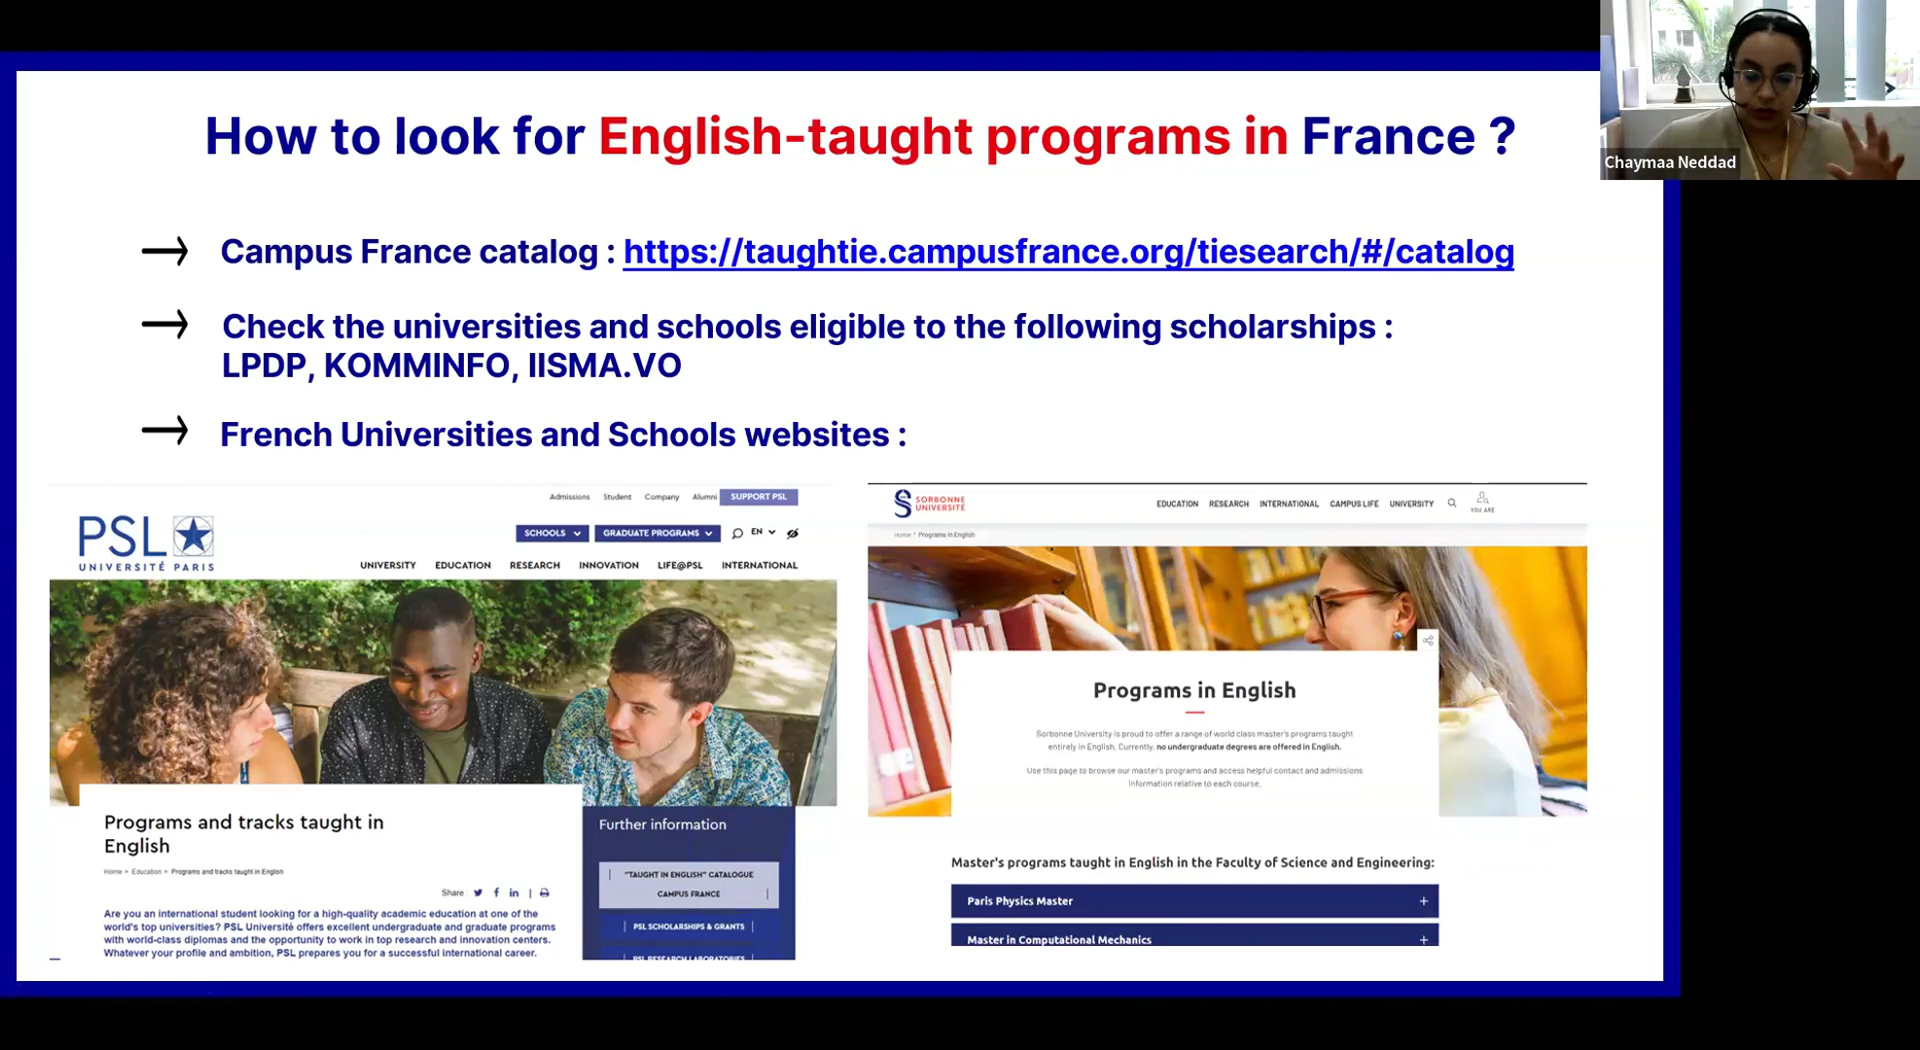 How to look for English-taught programs in France ?
Chaymaa Neddad
→ Campus France catalog : https://taughtie.campusfrance.org/tiesearch/#/catalog
→ Check the universities and schools eligible to the following scholarships :
LPDP, KOMMINFO, IISMA.VO
→ French Universities and Schools websites :
Admissions Student Company Alumni SUPPORT PSL
PSL
UNIVERSITÉ PARIS
SCHOOLS GRADUATE PROGRAMS EN
UNIVERSITY EDUCATION RESEARCH INNOVATION LIFE@PSL INTERNATIONAL
Programs and tracks taught in
English
Home > Education > Programs and tracks taught in English
Share :
Are you an international student looking for a high-quality academic education at one of the
world's top universities? PSL Université offers excellent undergraduate and graduate programs
with world-class diplomas and the opportunity to work in top research and innovation centers.
Whatever your profile and ambition, PSL prepares you for a successful international career.
Further information
"TAUGHT IN ENGLISH" CATALOGUE
CAMPUS FRANCE
PSL SCHOLARSHIPS & GRANTS
PSL RESEARCH LABORATORIES
SORBONNE
UNIVERSITÉ
EDUCATION RESEARCH INTERNATIONAL CAMPUS LIFE UNIVERSITY
YOU ARE
Home • Programs in English
Programs in English
Sorbonne University is proud to offer a range of world class master's programs taught
entirely in English. Currently, no undergraduate degrees are offered in English.
Use this page to browse our master's programs and access helpful contact and admissions
information relative to each course.
Master's programs taught in English in the Faculty of Science and Engineering:
Paris Physics Master +
Master in Computational Mechanics +